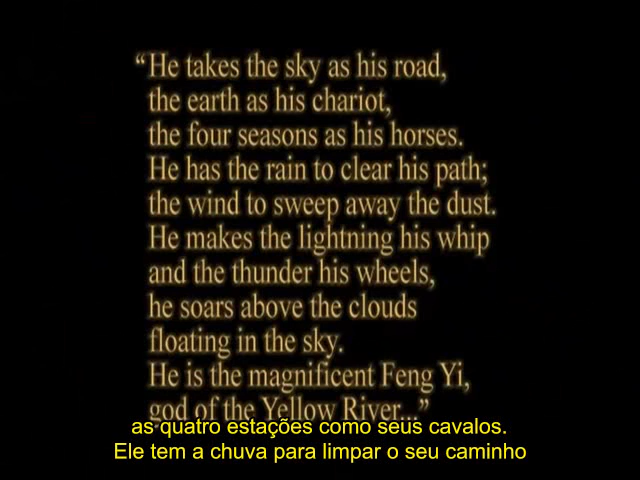 “He takes the sky as his road,
the earth as his chariot,
the four seasons as his horses.
He has the rain to clear his path;
the wind to sweep away the dust.
He makes the lightning his whip
and the thunder his wheels,
he soars above the clouds
floating in the sky.
He is the magnificent Feng Yi,
god of the Yellow River...”
as quatro estações como seus cavalos.
Ele tem a chuva para limpar o seu caminho